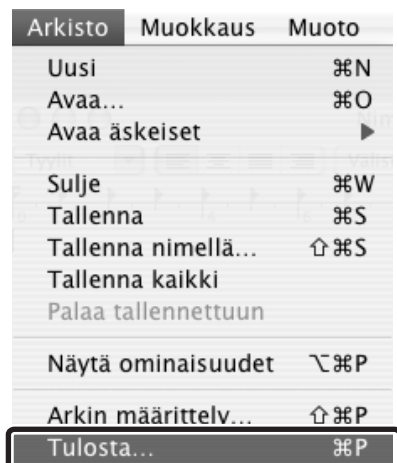 Arkisto Muokkaus Muoto
Uusi ⌘N
Avaa... ⌘O
Avaa äskeiset ▶
Sulje ⌘W
Tallenna ⌘S
Tallenna nimellä... ⇧⌘S
Tallenna kaikki
Palaa tallennettuun
Näytä ominaisuudet ⌥⌘P
Arkin määrittely... ⇧⌘P
Tulosta... ⌘P